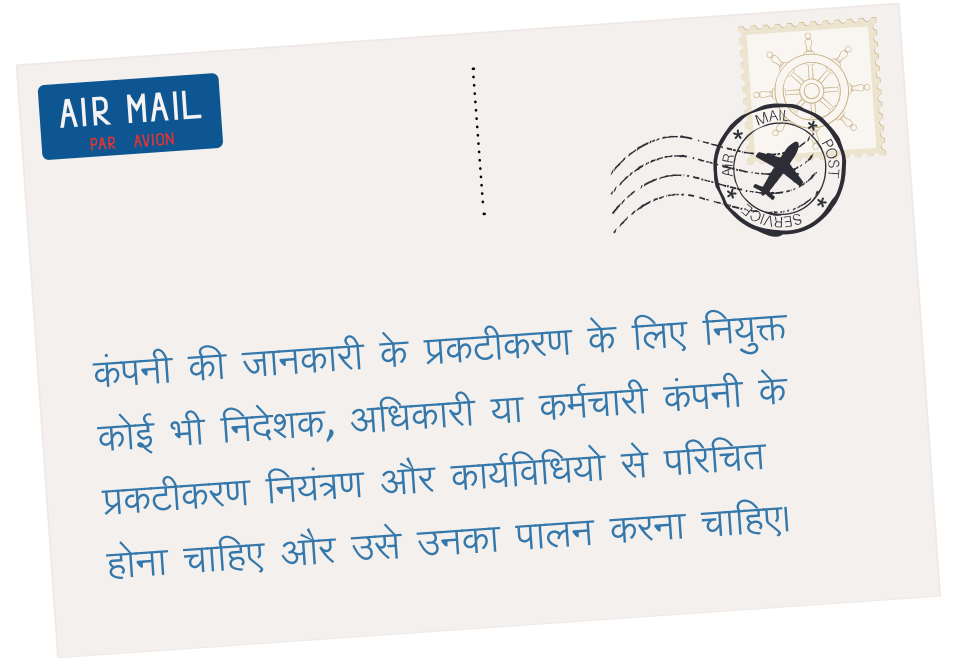 AIR MAIL
PAR AVION
AIR MAIL POST SERVICE
कंपनी की जानकारी के प्रकटीकरण के लिए नियुक्त
कोई भी निदेशक, अधिकारी या कर्मचारी कंपनी के
प्रकटीकरण नियंत्रण और कार्यविधियो से परिचित
होना चाहिए और उसे उनका पालन करना चाहिए।